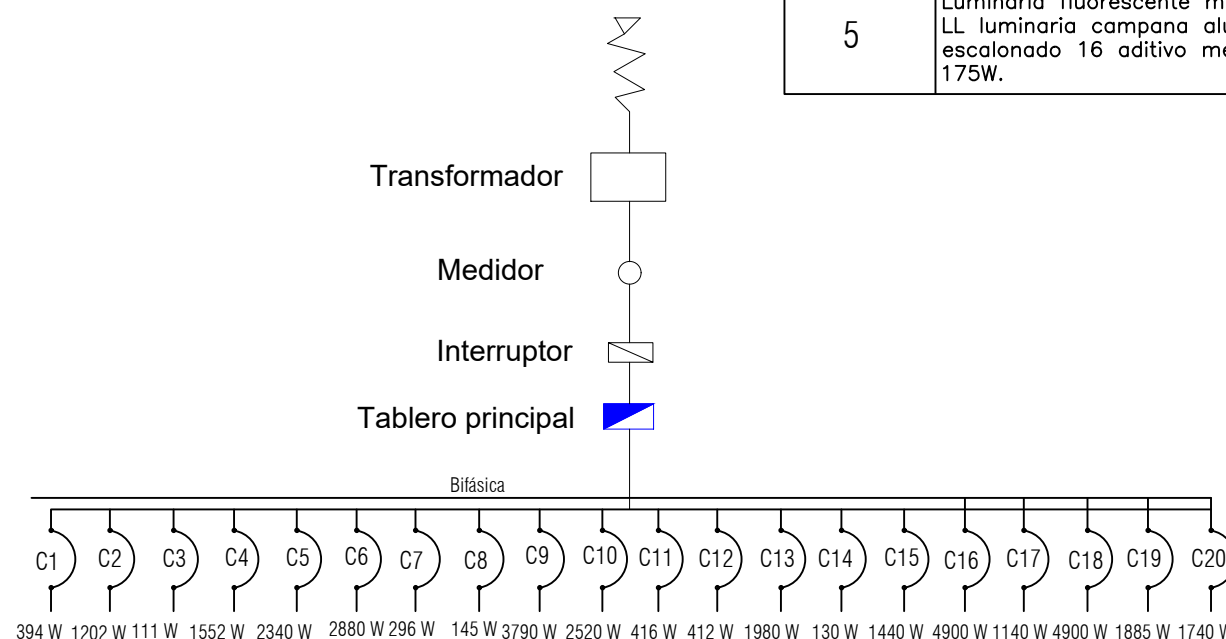 Luminaria fluorescente
LL luminaria campana
5
escalonado 16 aditivo
175W.
Transformador
Medidor
Interruptor
Tablero principal
Bifásica
C1 C2 C3 C4 C5 C6 C7 C8 C9 C10 C11 C12 C13 C14 C15 C16 C17 C18 C19 C20
394 W 1202 W 111 W 1552 W 2340 W 2880 W 296 W 145 W 3790 W 2520 W 416 W 412 W 1980 W 130 W 1440 W 4900 W 1140 W 4900 W 1885 W 1740 W